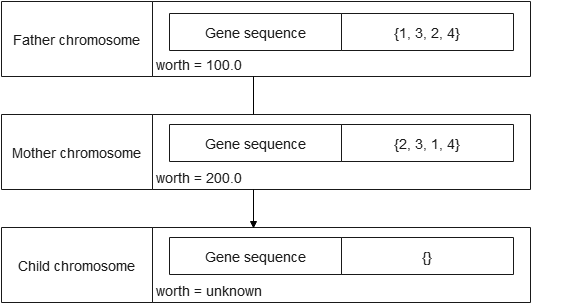 Father chromosome
Gene sequence {1, 3, 2, 4}
worth = 100.0
Mother chromosome
Gene sequence {2, 3, 1, 4}
worth = 200.0
Child chromosome
Gene sequence {}
worth = unknown